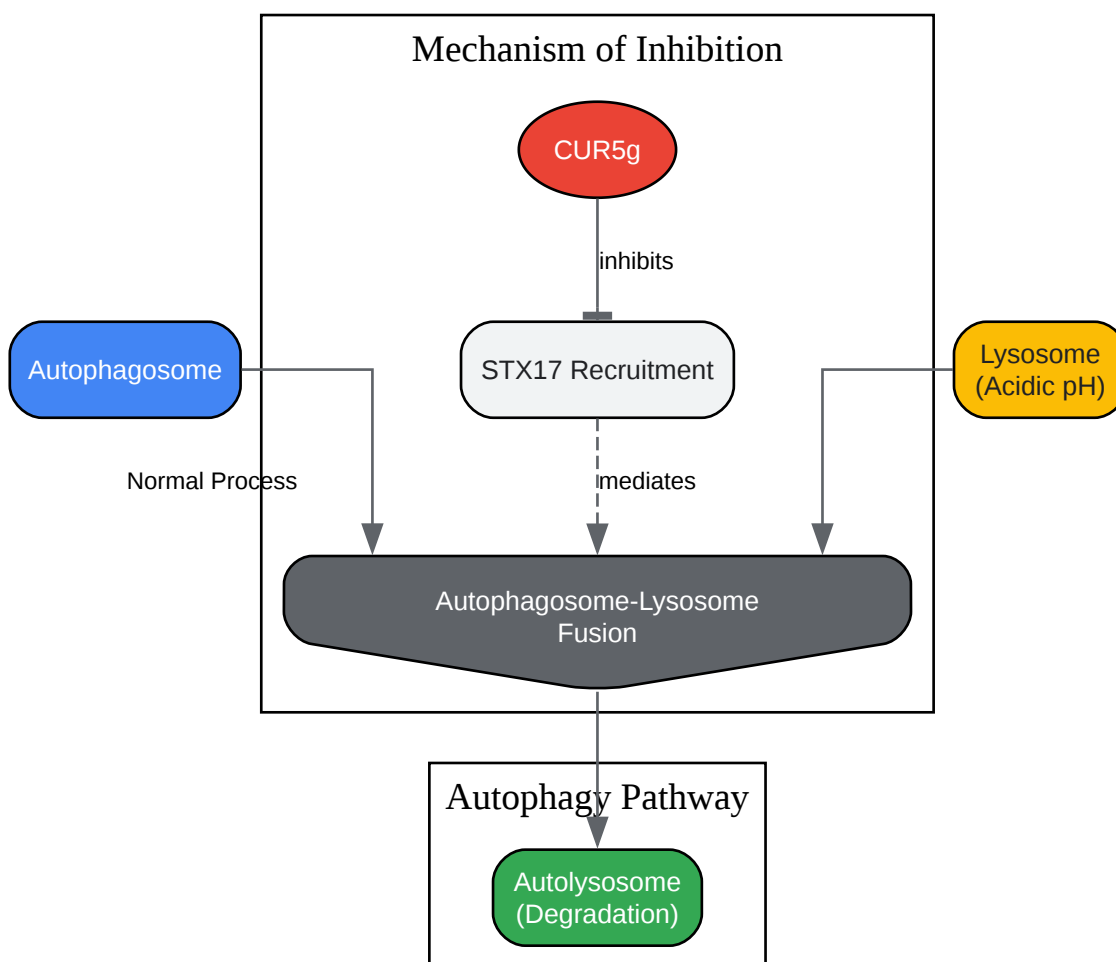 Mechanism of Inhibition
CUR5g
inhibits
Autophagosome
STX17 Recruitment
Lysosome
(Acidic pH)
Normal Process
mediates
Autophagosome-Lysosome
Fusion
Autophagy Pathway
Autolysosome
(Degradation)